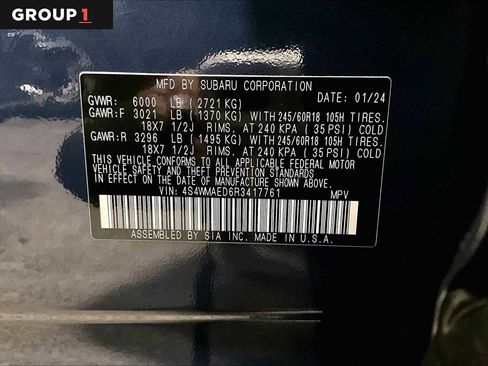 GROUP 1
MFD BY SUBARU CORPORATION
GVWR: 6000 LB (2721 KG) DATE: 01/24
GAWR:F 3021 LB (1370 KG) WITH 245/60R18 105H TIRES.
18X7 1/2J RIMS. AT 240 KPA (35 PSI) COLD
GAWR:R 3296 LB (1495 KG) WITH 245/60R18 105H TIRES.
18X7 1/2J RIMS. AT 240 KPA (35 PSI) COLD
THIS VEHICLE CONFORMS TO ALL APPLICABLE FEDERAL MOTOR
VEHICLE SAFETY AND THEFT PREVENTION STANDARDS
IN EFFECT ON THE DATE OF MANUFACTURE SHOWN ABOVE.
VIN: 4S4WMAED6R3417761 MPV
ASSEMBLED BY SIA INC. MADE IN U.S.A.